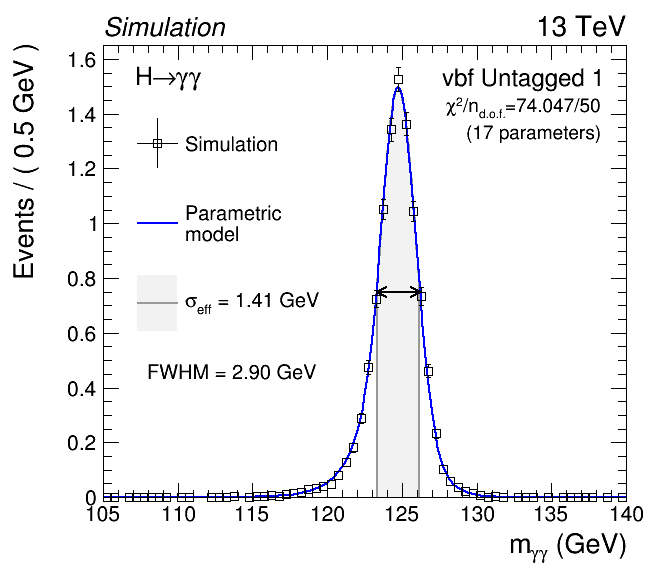 Simulation
13 TeV
H→γγ
vbf Untagged 1
χ²/n_d.o.f.=74.047/50
(17 parameters)
Simulation
Parametric
model
σ_eff = 1.41 GeV
FWHM = 2.90 GeV
Events / ( 0.5 GeV )
1.6
1.4
1.2
1
0.8
0.6
0.4
0.2
0
105 110 115 120 125 130 135 140
m_γγ (GeV)